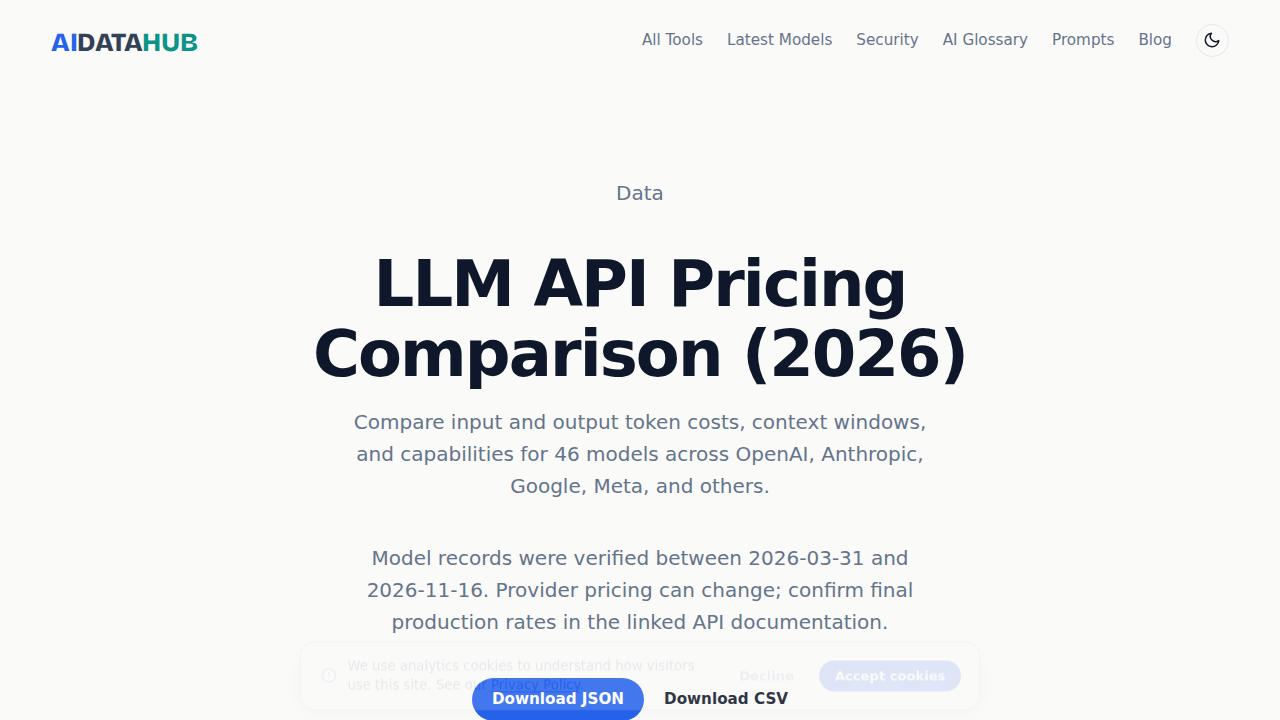 AIDATAHUB
All Tools
Latest Models
Security
AI Glossary
Prompts
Blog
Data
LLM API Pricing
Comparison (2026)
Compare input and output token costs, context windows,
and capabilities for 46 models across OpenAI, Anthropic,
Google, Meta, and others.
Model records were verified between 2026-03-31 and
2026-11-16. Provider pricing can change; confirm final
production rates in the linked API documentation.
We use analytics cookies to understand how visitors
use this site. See our Privacy Policy.
Decline
Accept cookies
Download JSON
Download CSV